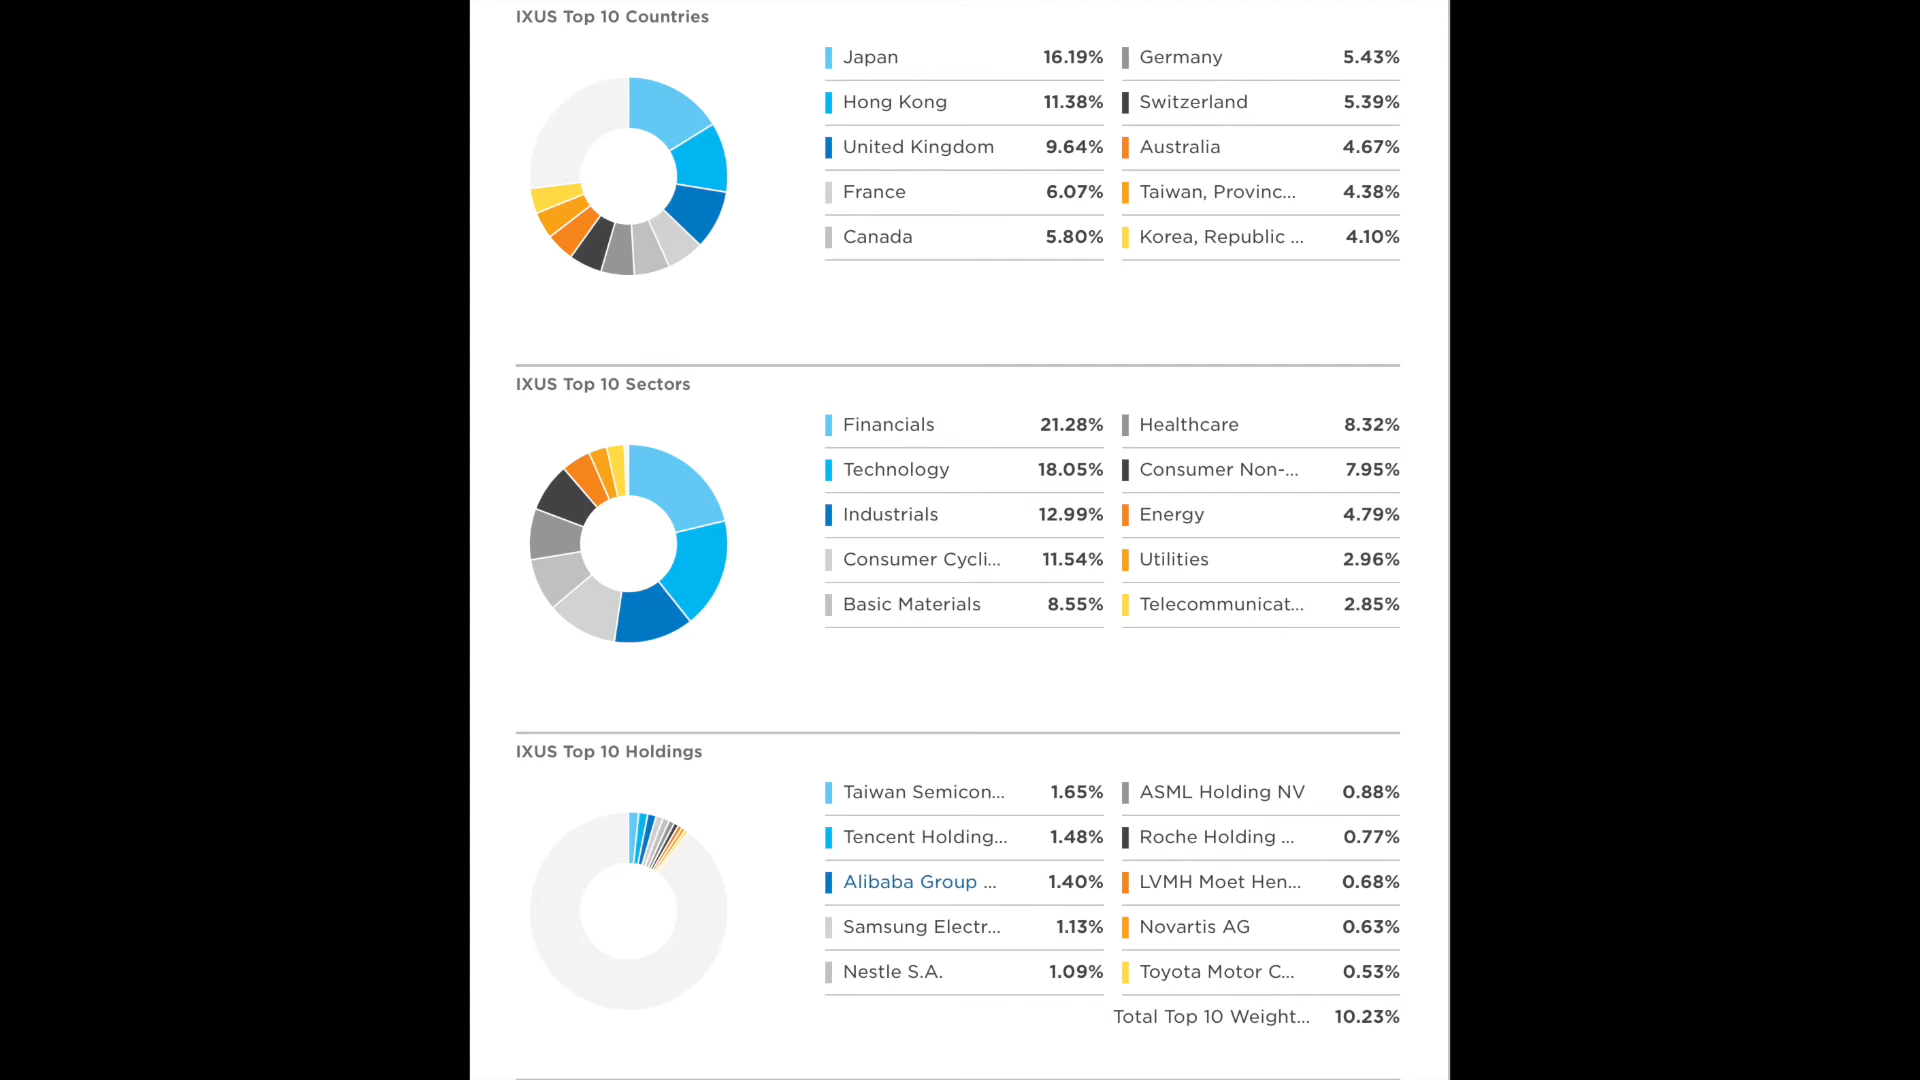 IXUS Top 10 Countries
Japan 16.19% Germany 5.43%
Hong Kong 11.38% Switzerland 5.39%
United Kingdom 9.64% Australia 4.67%
France 6.07% Taiwan, Provinc... 4.38%
Canada 5.80% Korea, Republic ... 4.10%
IXUS Top 10 Sectors
Financials 21.28% Healthcare 8.32%
Technology 18.05% Consumer Non-... 7.95%
Industrials 12.99% Energy 4.79%
Consumer Cycli... 11.54% Utilities 2.96%
Basic Materials 8.55% Telecommunicat... 2.85%
IXUS Top 10 Holdings
Taiwan Semicon... 1.65% ASML Holding NV 0.88%
Tencent Holding... 1.48% Roche Holding ... 0.77%
Alibaba Group ... 1.40% LVMH Moet Hen... 0.68%
Samsung Electr... 1.13% Novartis AG 0.63%
Nestle S.A. 1.09% Toyota Motor C... 0.53%
Total Top 10 Weight... 10.23%